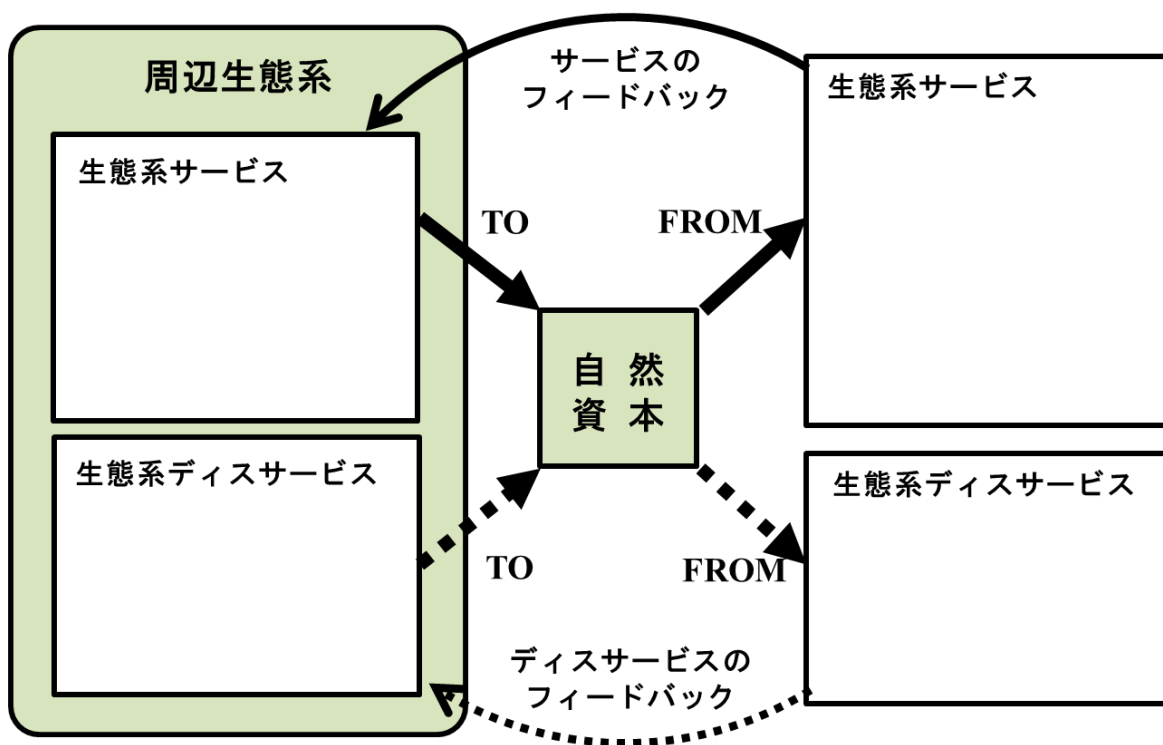 周辺生態系
生態系サービス
生態系ディスサービス
サービスの
フィードバック
TO
FROM
自然
資本
TO
FROM
ディスサービスの
フィードバック
生態系サービス
生態系ディスサービス